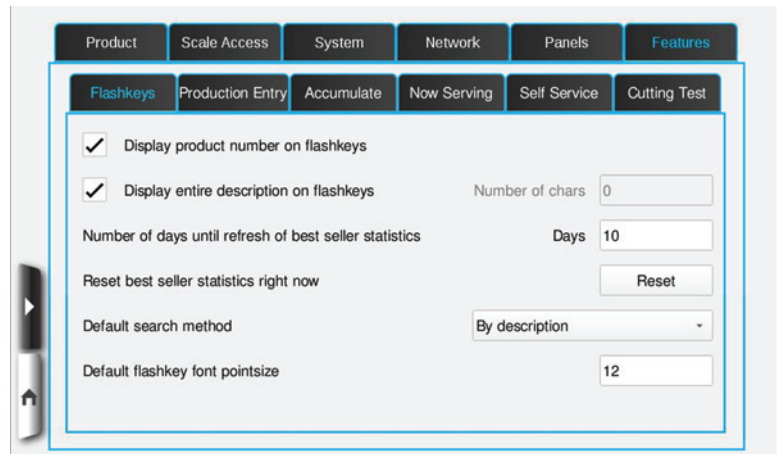 Product Scale Access System Network Panels Features
Flashkeys Production Entry Accumulate Now Serving Self Service Cutting Test
Display product number on flashkeys
Display entire description on flashkeys Number of chars 0
Number of days until refresh of best seller statistics Days 10
Reset best seller statistics right now Reset
Default search method By description
Default flashkey font pointsize 12